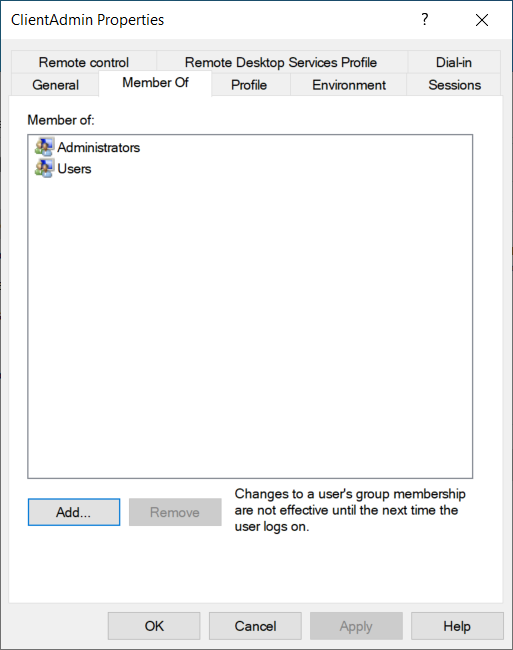 ClientAdmin Properties
?
Remote control
Remote Desktop Services Profile
Dial-in
General
Member Of
Profile
Environment
Sessions
Member of:
Administrators
Users
Add...
Remove
Changes to a user's group membership
are not effective until the next time the
user logs on.
OK
Cancel
Apply
Help